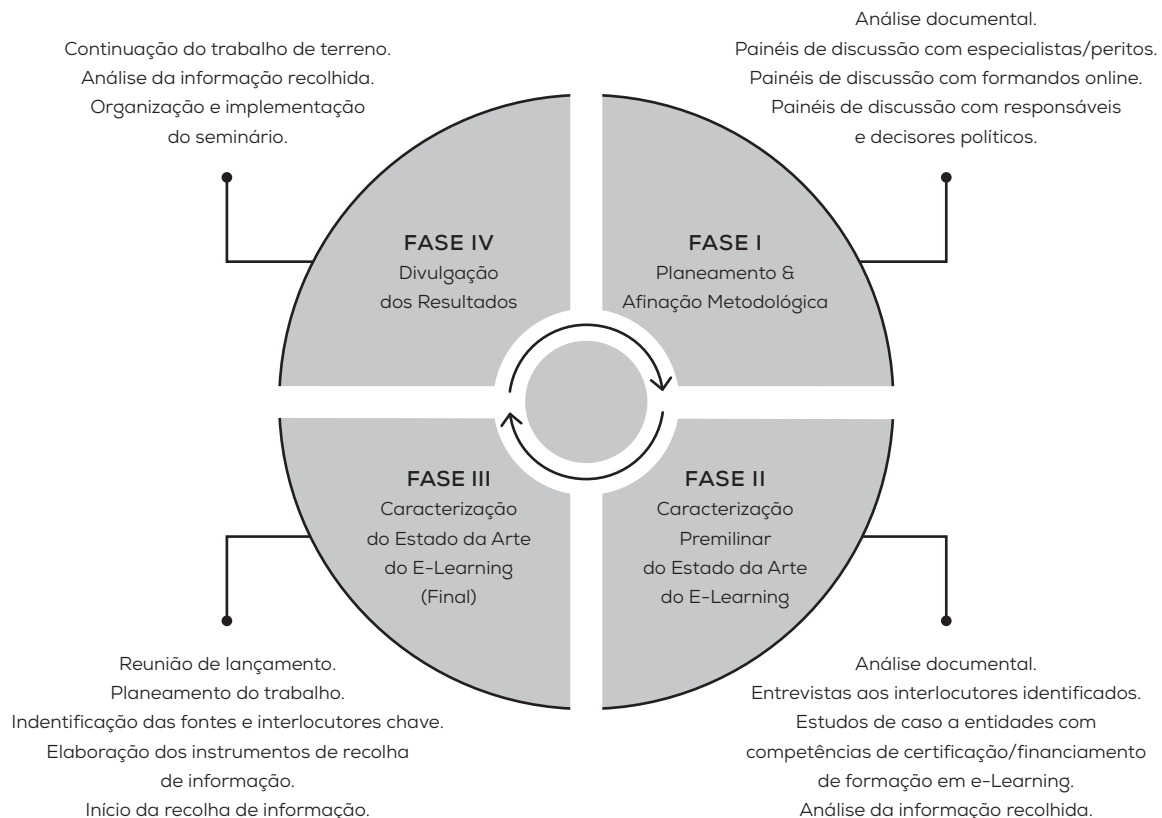 Continuação do trabalho de terreno.
Análise da informação recolhida.
Organização e implementação
do seminário.
Análise documental.
Painéis de discussão com especialistas/peritos.
Painéis de discussão com formandos online.
Painéis de discussão com responsáveis
e decisores políticos.
FASE IV
Divulgação
dos Resultados
FASE I
Planeamento &
Afinação Metodológica
FASE III
Caracterização
do Estado da Arte
do E-Learning
(Final)
FASE II
Caracterização
Premilinar
do Estado da Arte
do E-Learning
Reunião de lançamento.
Planeamento do trabalho.
Indentificação das fontes e interlocutores chave.
Elaboração dos instrumentos de recolha
de informação.
Início da recolha de informação.
Análise documental.
Entrevistas aos interlocutores identificados.
Estudos de caso a entidades com
competências de certificação/financiamento
de formação em e-Learning.
Análise da informação recolhida.